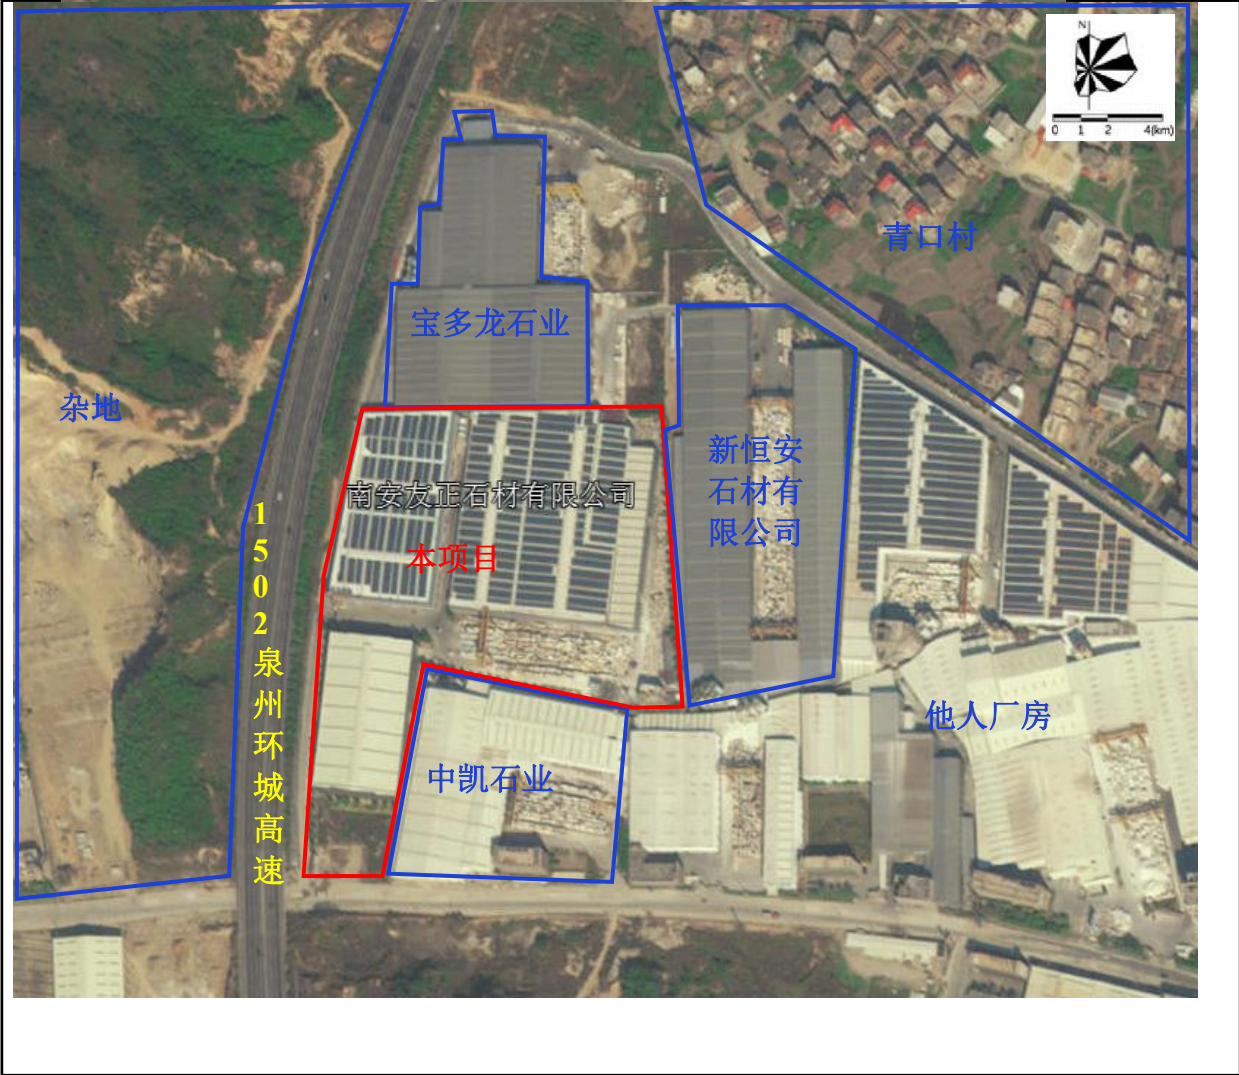 N
0 1 2 4(km)
青口村
宝多龙石业
杂地
新恒安
石材有
限公司
南安友正石材有限公司
本项目
1502泉州环城高速
他人厂房
中凯石业